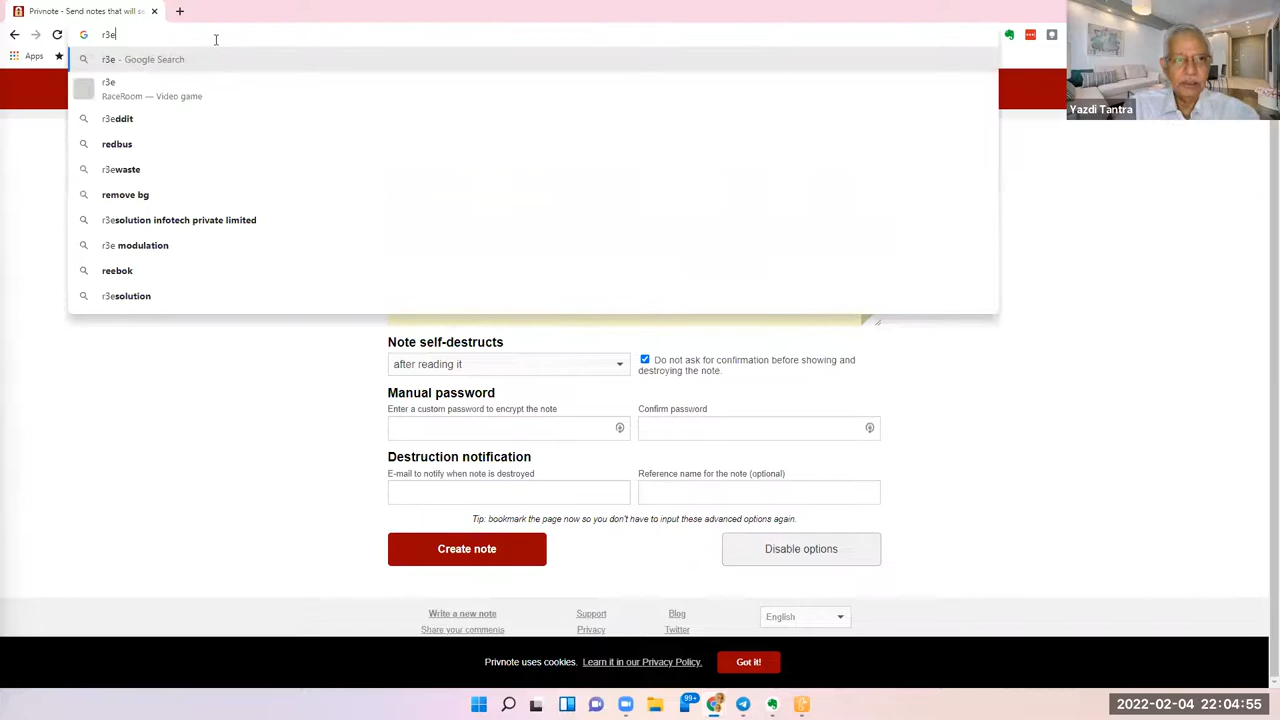 Privnote - Send notes that will se
r3e
Apps
r3e - Google Search
r3e
RaceRoom — Video game
r3eddit
redbus
r3ewaste
remove bg
r3esolution infotech private limited
r3e modulation
reebok
r3esolution
Yazdi Tantra
Note self-destructs
after reading it
Do not ask for confirmation before showing and
destroying the note.
Manual password
Enter a custom password to encrypt the note
Confirm password
Destruction notification
E-mail to notify when note is destroyed
Reference name for the note (optional)
Tip: bookmark the page now so you don't have to input these advanced options again.
Create note
Disable options
Write a new note
Support
Blog
English
Share your comments
Privacy
Twitter
Privnote uses cookies. Learn it in our Privacy Policy.
Got it!
99+
2022-02-04 22:04:55